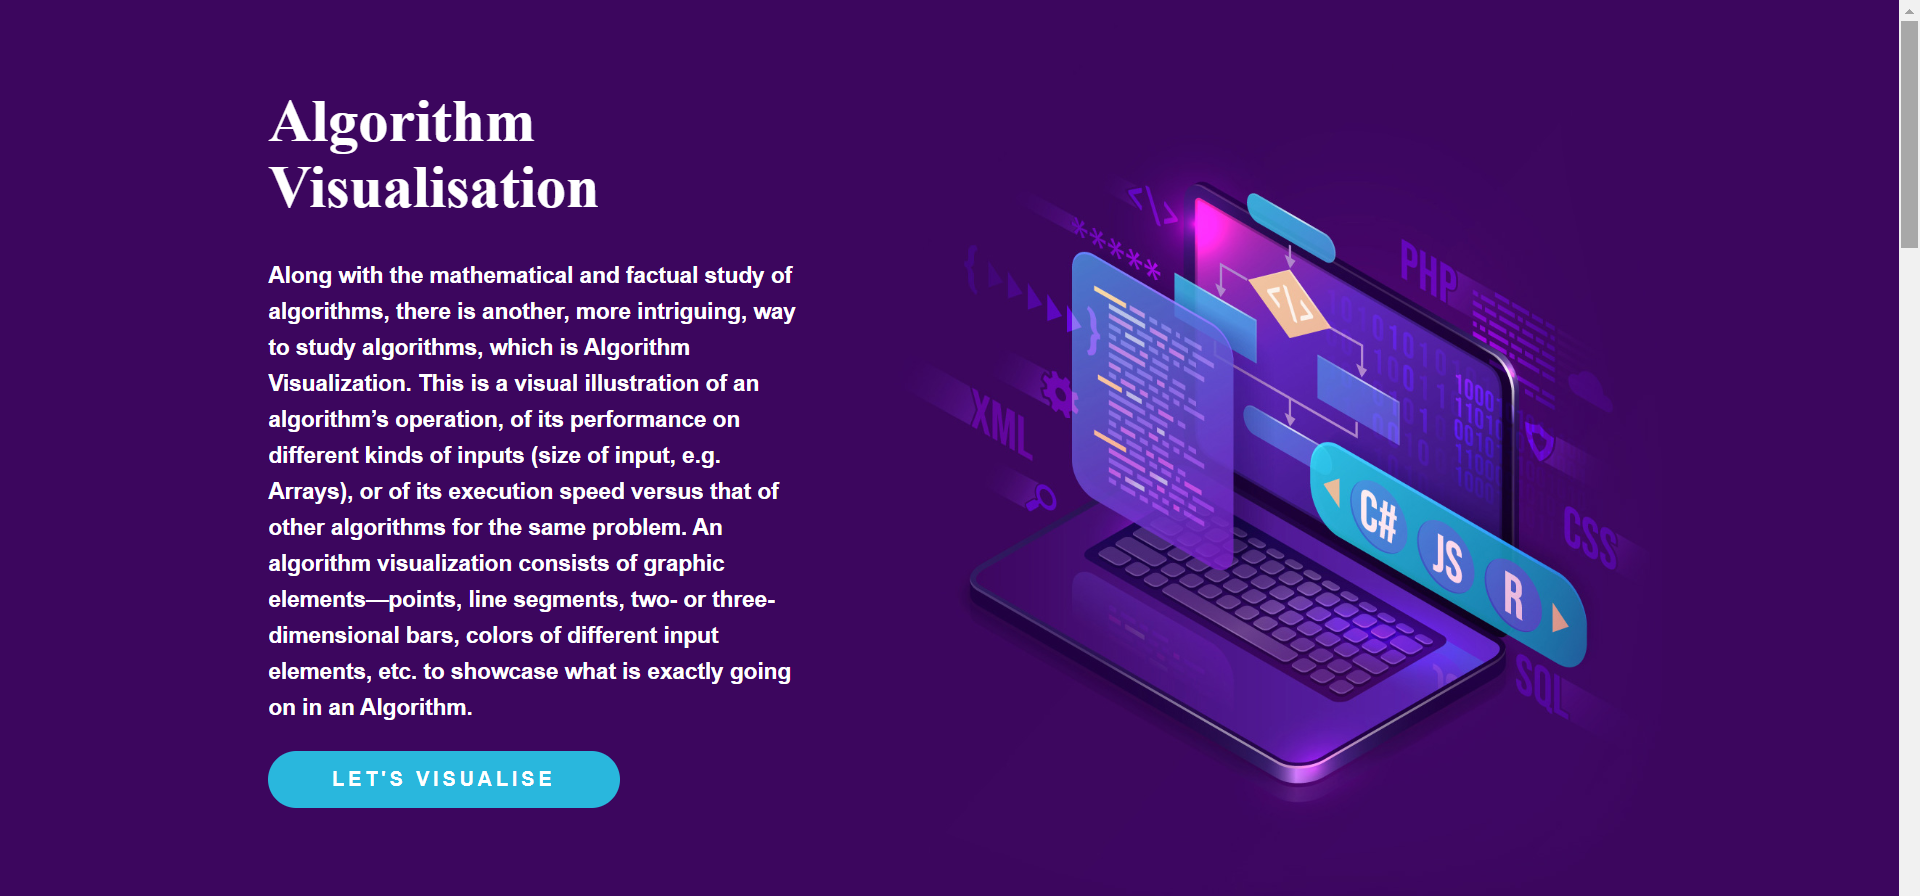 Algorithm
Visualisation
Along with the mathematical and factual study of
algorithms, there is another, more intriguing, way
to study algorithms, which is Algorithm
Visualization. This is a visual illustration of an
algorithm’s operation, of its performance on
different kinds of inputs (size of input, e.g.
Arrays), or of its execution speed versus that of
other algorithms for the same problem. An
algorithm visualization consists of graphic
elements—points, line segments, two- or three-
dimensional bars, colors of different input
elements, etc. to showcase what is exactly going
on in an Algorithm.
LET'S VISUALISE
</>
*****
PHP
{
}
</>
XML
C#
JS
R
CSS
SQL